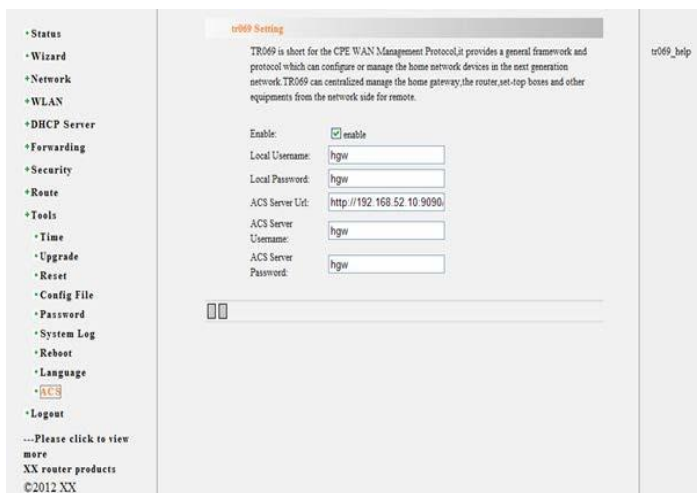 Status
Wizard
Network
WLAN
DHCP Server
Forwarding
Security
Route
Tools
Time
Upgrade
Reset
Config File
Password
System Log
Reboot
Language
ACS
Logout
---Please click to view
more
XX router products
©2012 XX
tr069 Setting
TR069 is short for the CPE WAN Management Protocol,it provides a general framework and
protocol which can configure or manage the home network devices in the next generation
network.TR069 can centralized manage the home gateway,the router,set-top boxes and other
equipments from the network side for remote.
Enable: enable
Local Username: hgw
Local Password: hgw
ACS Server Url: http://192.168.52.10:9090/
ACS Server
Username: hgw
ACS Server
Password: hgw
tr069_help